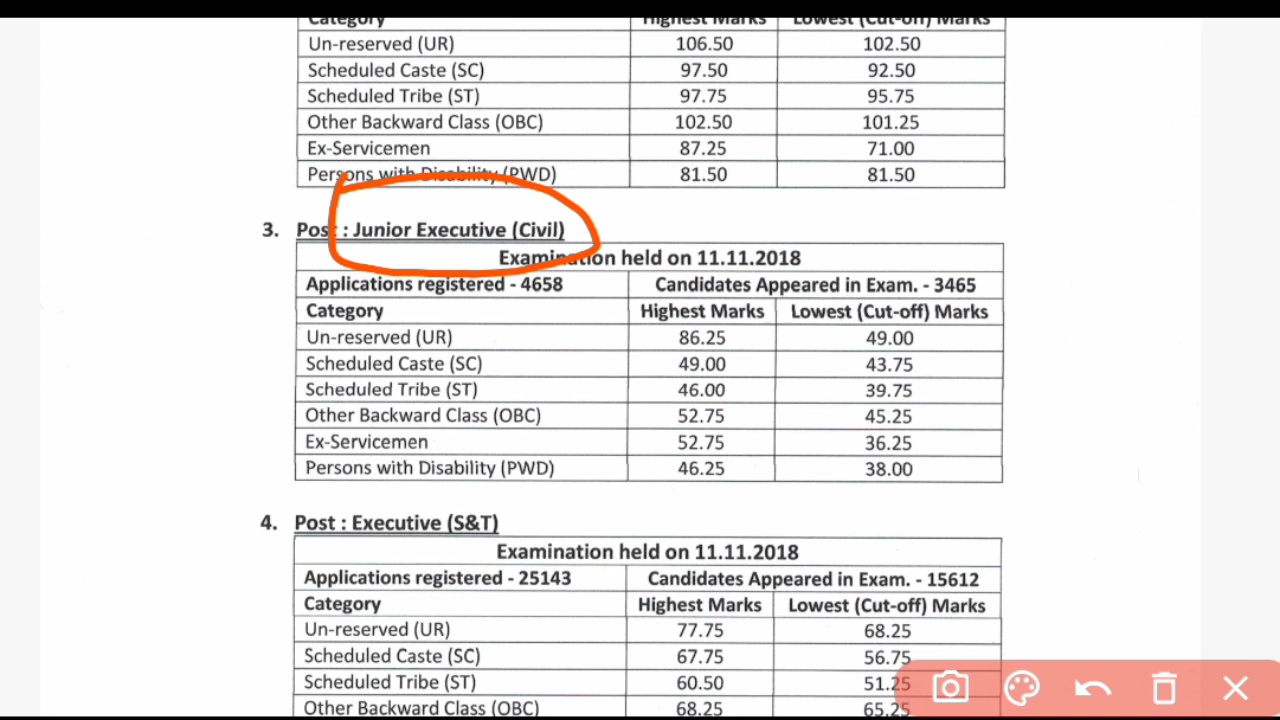 Category Highest Marks Lowest (Cut-off) Marks
Un-reserved (UR) 106.50 102.50
Scheduled Caste (SC) 97.50 92.50
Scheduled Tribe (ST) 97.75 95.75
Other Backward Class (OBC) 102.50 101.25
Ex-Servicemen 87.25 71.00
Persons with Disability (PWD) 81.50 81.50
3. Post : Junior Executive (Civil)
Examination held on 11.11.2018
Applications registered - 4658 Candidates Appeared in Exam. - 3465
Category Highest Marks Lowest (Cut-off) Marks
Un-reserved (UR) 86.25 49.00
Scheduled Caste (SC) 49.00 43.75
Scheduled Tribe (ST) 46.00 39.75
Other Backward Class (OBC) 52.75 45.25
Ex-Servicemen 52.75 36.25
Persons with Disability (PWD) 46.25 38.00
4. Post : Executive (S&T)
Examination held on 11.11.2018
Applications registered - 25143 Candidates Appeared in Exam. - 15612
Category Highest Marks Lowest (Cut-off) Marks
Un-reserved (UR) 77.75 68.25
Scheduled Caste (SC) 67.75 56.75
Scheduled Tribe (ST) 60.50 51.25
Other Backward Class (OBC) 68.25 65.25